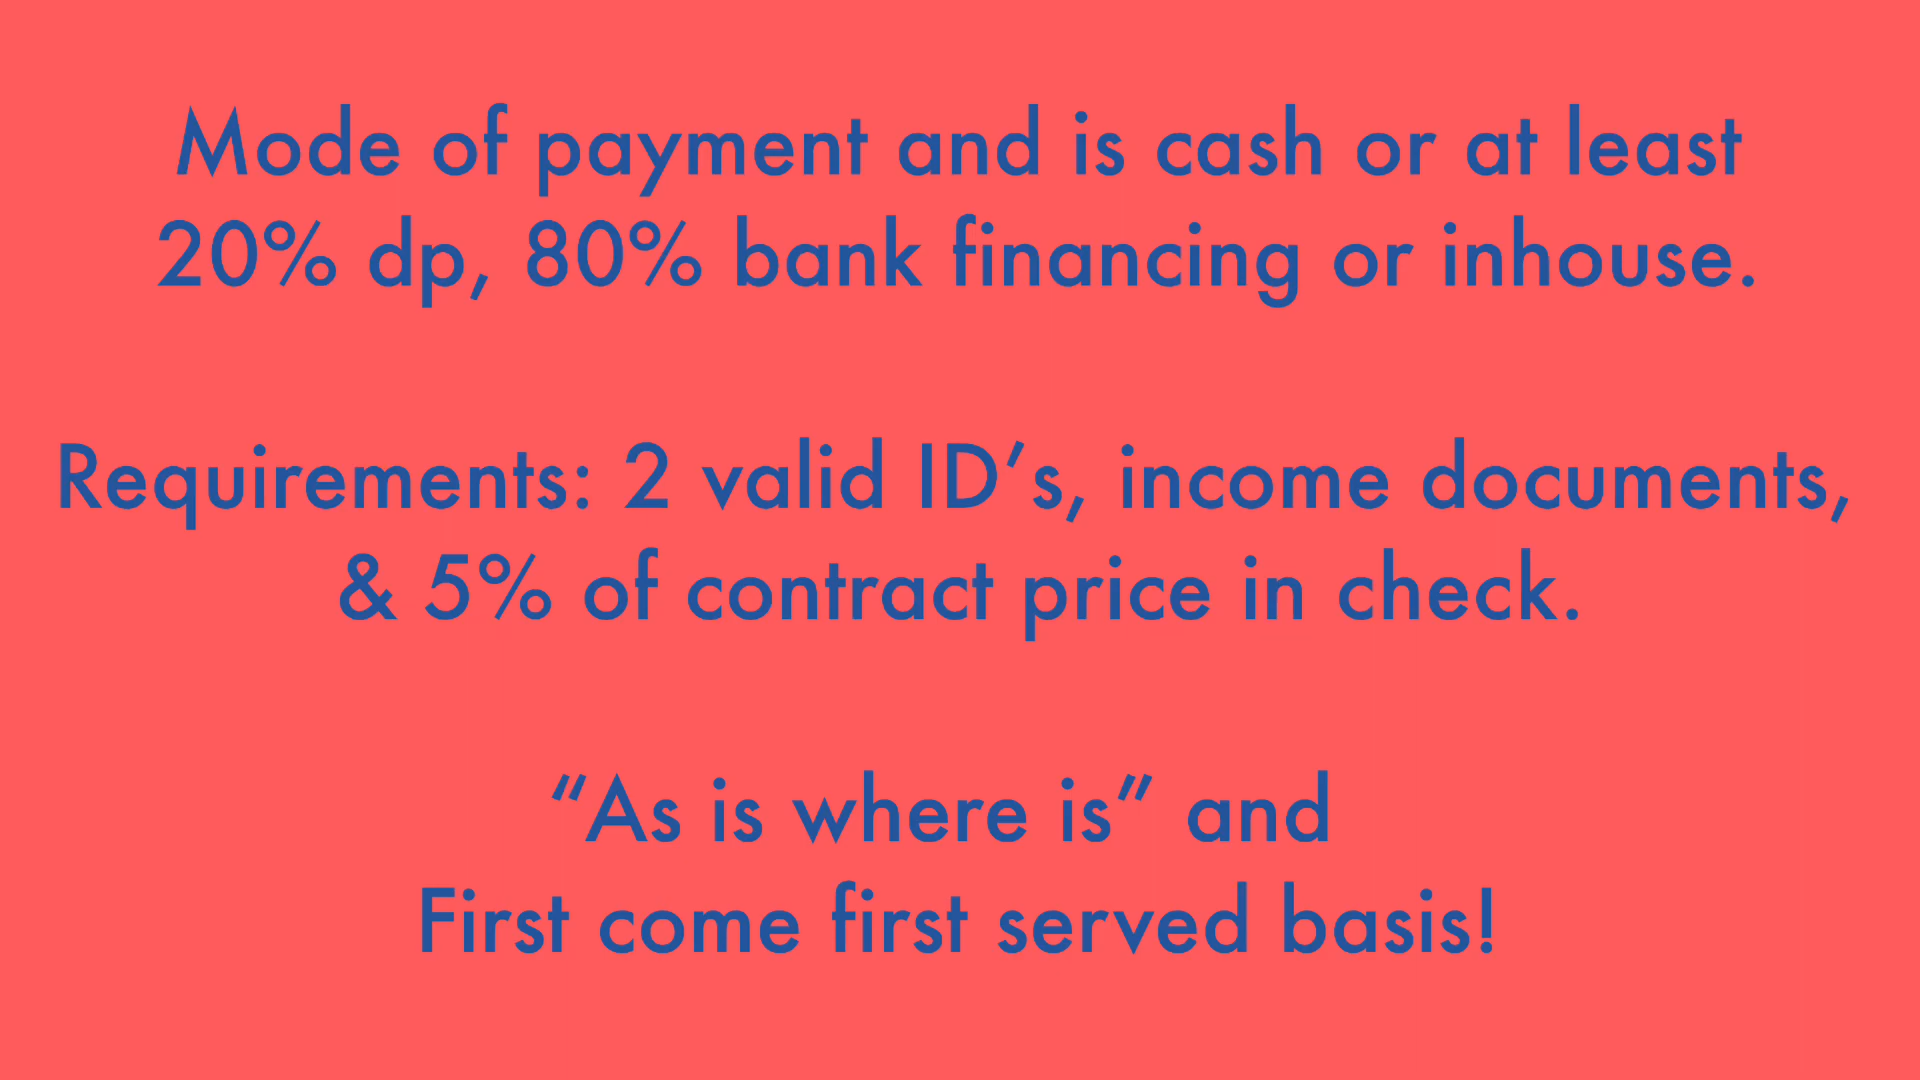 Mode of payment and is cash or at least
20% dp, 80% bank financing or inhouse.
Requirements: 2 valid ID’s, income documents,
& 5% of contract price in check.
“As is where is” and
First come first served basis!